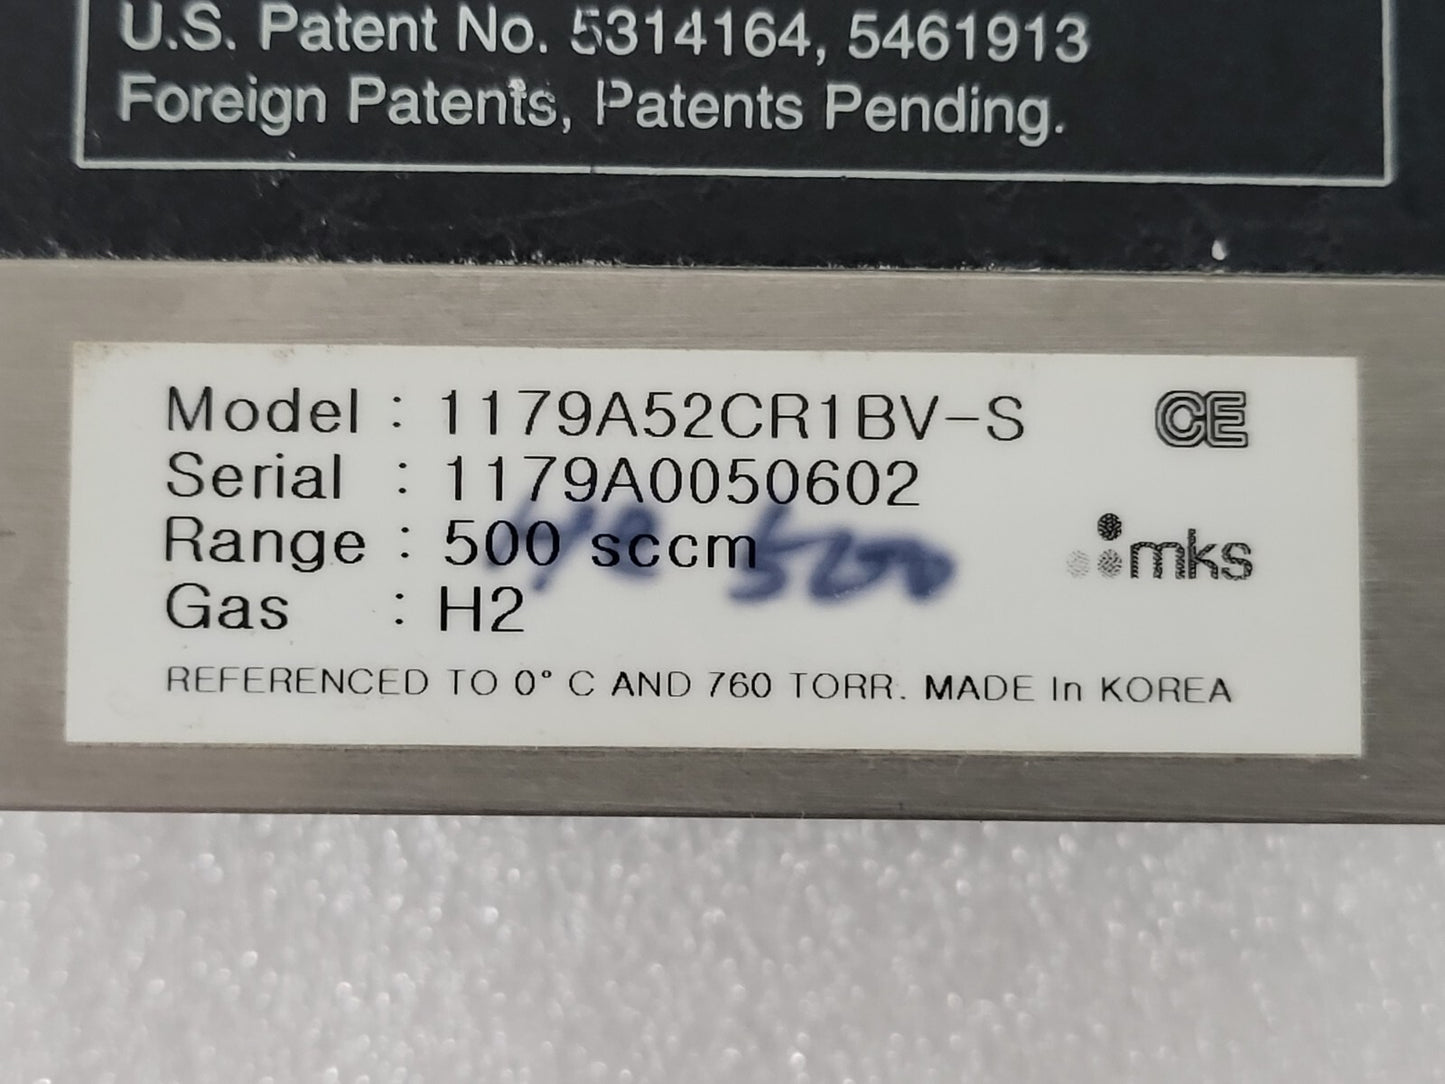 U.S. Patent No. 5314164, 5461913
Foreign Patents, Patents Pending.
Model : 1179A52CR1BV-S
CE
Serial : 1179A0050602
Range : 500 sccm
mks
Gas : H2
REFERENCED TO 0° C AND 760 TORR. MADE In KOREA